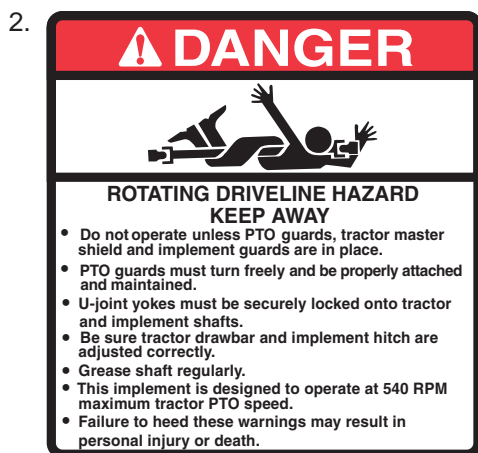 2.
DANGER
ROTATING DRIVELINE HAZARD
KEEP AWAY
• Do not operate unless PTO guards, tractor master
shield and implement guards are in place.
• PTO guards must turn freely and be properly attached
and maintained.
• U-joint yokes must be securely locked onto tractor
and implement shafts.
• Be sure tractor drawbar and implement hitch are
adjusted correctly.
• Grease shaft regularly.
• This implement is designed to operate at 540 RPM
maximum tractor PTO speed.
• Failure to heed these warnings may result in
personal injury or death.